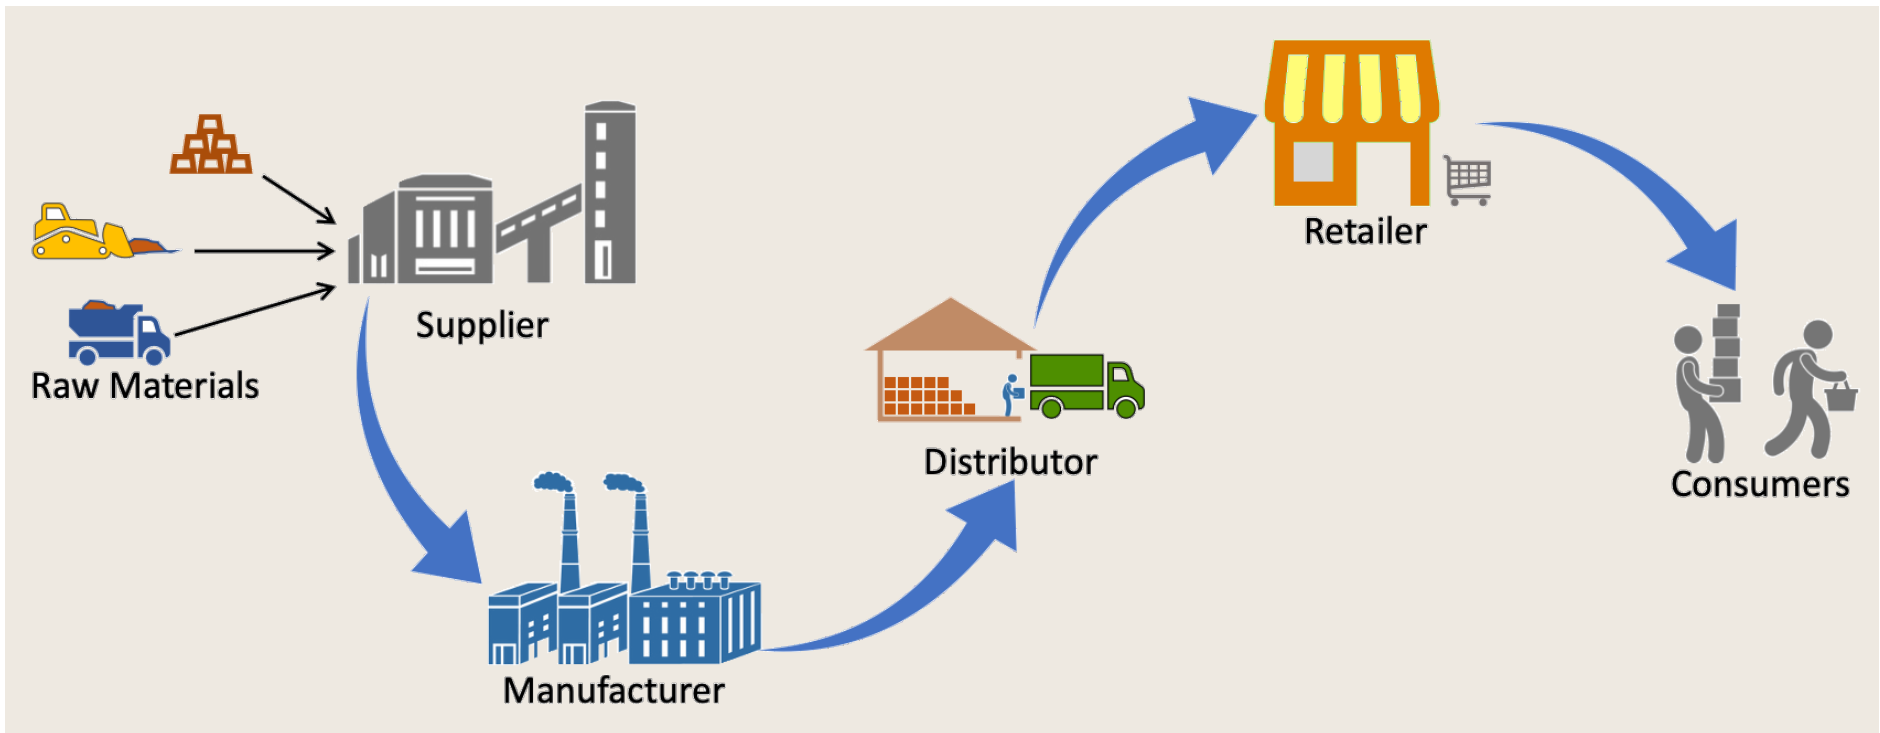 Raw Materials
Supplier
Manufacturer
Distributor
Retailer
Consumers